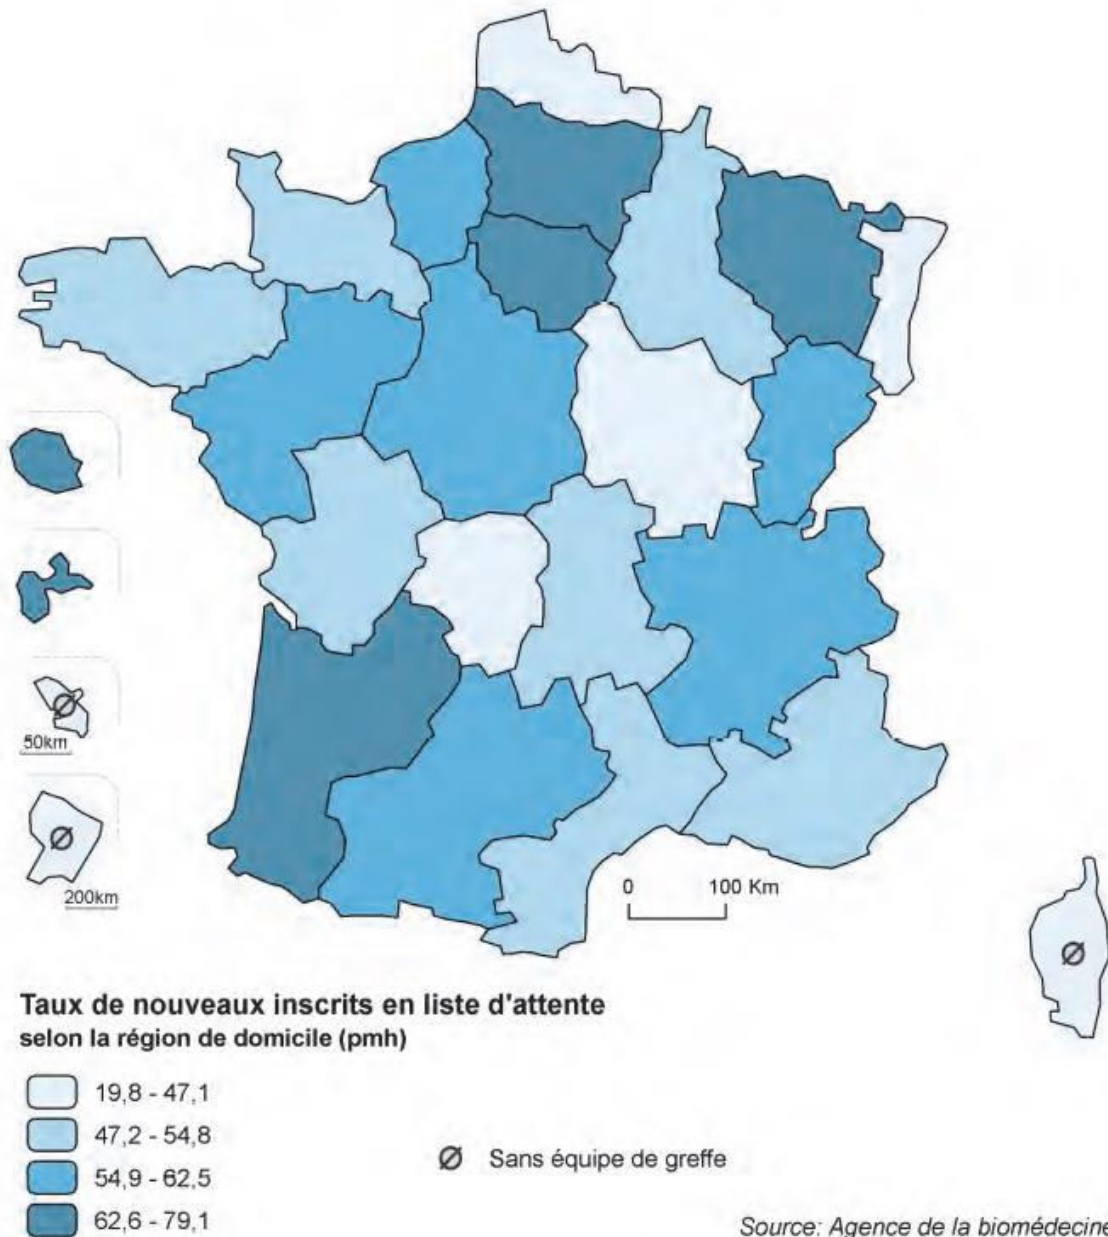 50km
200km
0 100 Km
Taux de nouveaux inscrits en liste d'attente
selon la région de domicile (pmh)
19,8 - 47,1
47,2 - 54,8
54,9 - 62,5
62,6 - 79,1
Ø Sans équipe de greffe
Source: Agence de la biomédecine